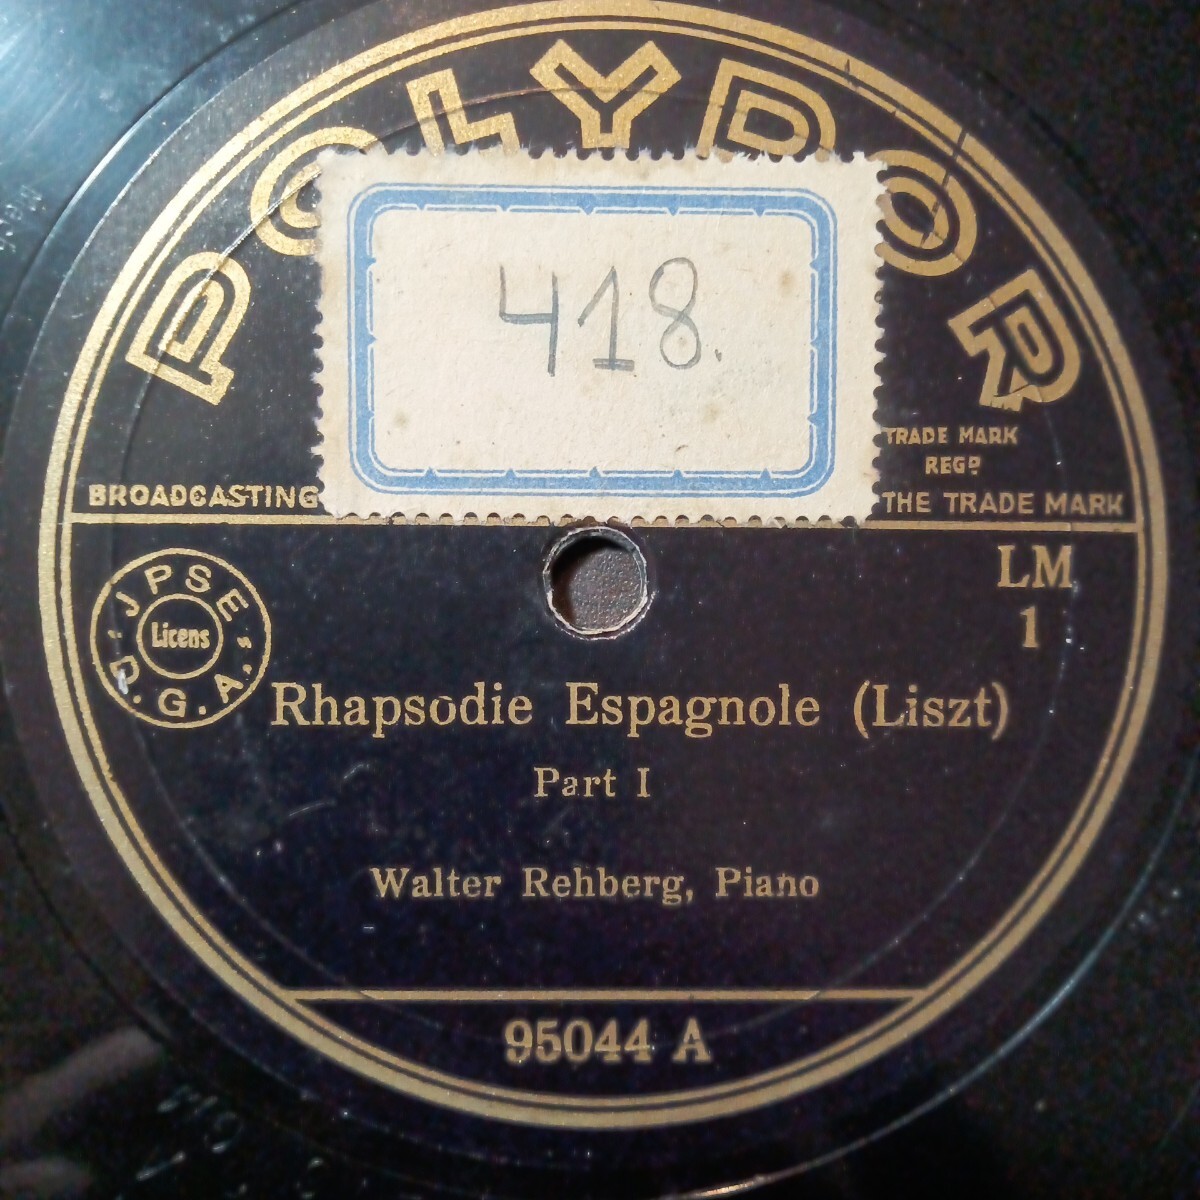 POLYDOR
418.
TRADE MARK
REGD
BROADCASTING
THE TRADE MARK
LM
1
JPSE
Licens
D.G.A.'s
Rhapsodie Espagnole (Liszt)
Part I
Walter Rehberg, Piano
95044 A